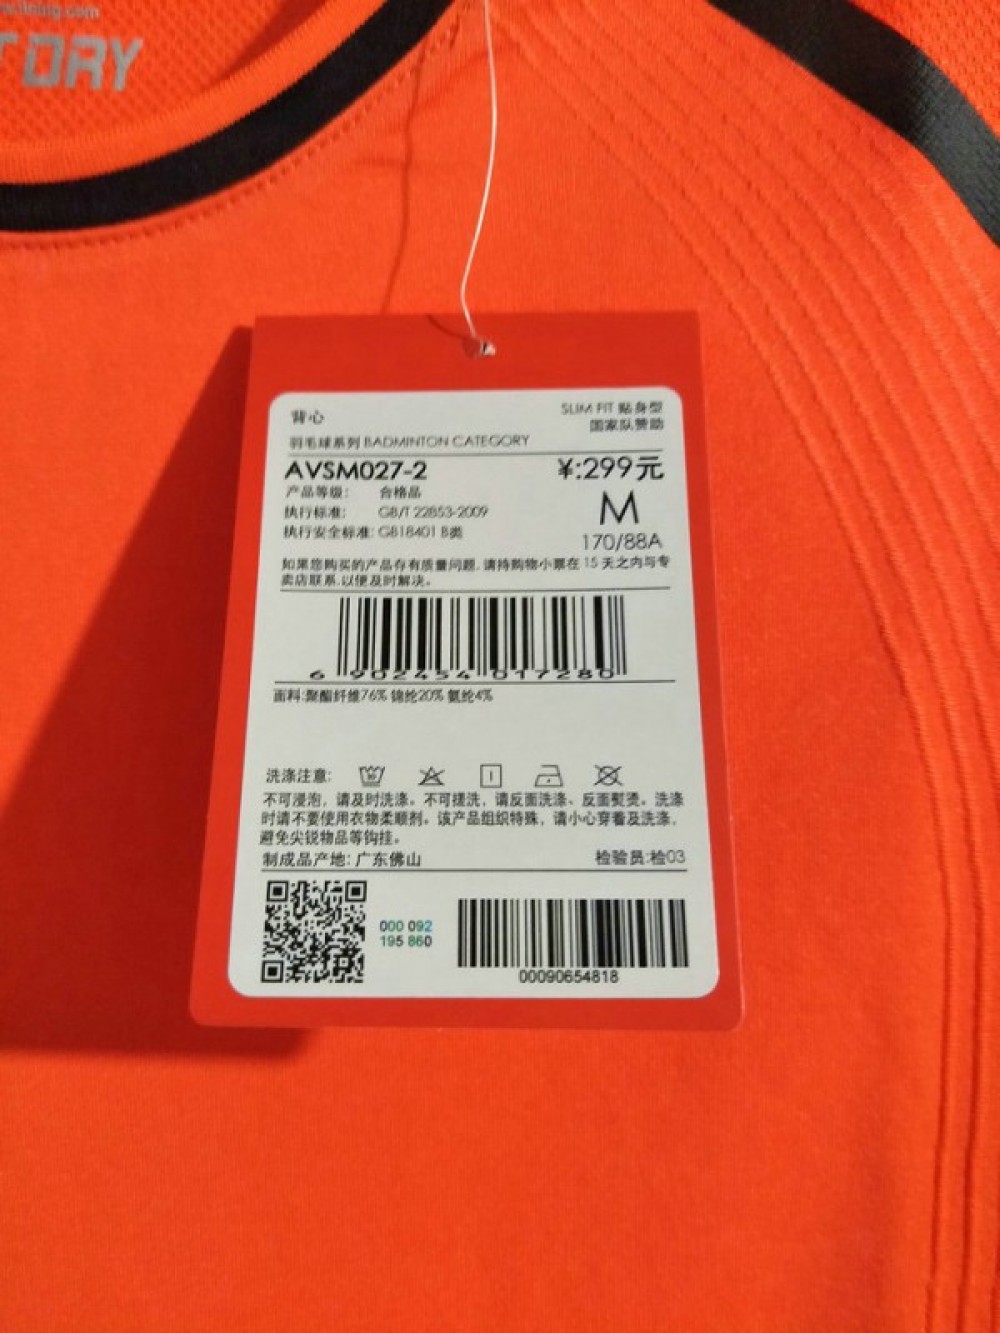 DRY
背心
SLIM FIT 贴身型
国家队赞助
羽毛球系列 BADMINTON CATEGORY
AVSM027-2
¥:299元
产品等级: 合格品
执行标准: GB/T 22853-2009
M
执行安全标准: GB18401 B类
170/88A
如果您购买的产品存有质量问题,请持购物小票在 15 天之内与专
卖店联系,以便及时解决。
6 902454 017280
面料:聚酯纤维76% 锦纶20% 氨纶4%
洗涤注意:
不可浸泡，请及时洗涤。不可搓洗，请反面洗涤、反面熨烫。洗涤
时请不要使用衣物柔顺剂。该产品组织特殊，请小心穿着及洗涤，
避免尖锐物品等钩挂。
制成品产地: 广东佛山
检验员:检03
000 092
195 860
00090654818